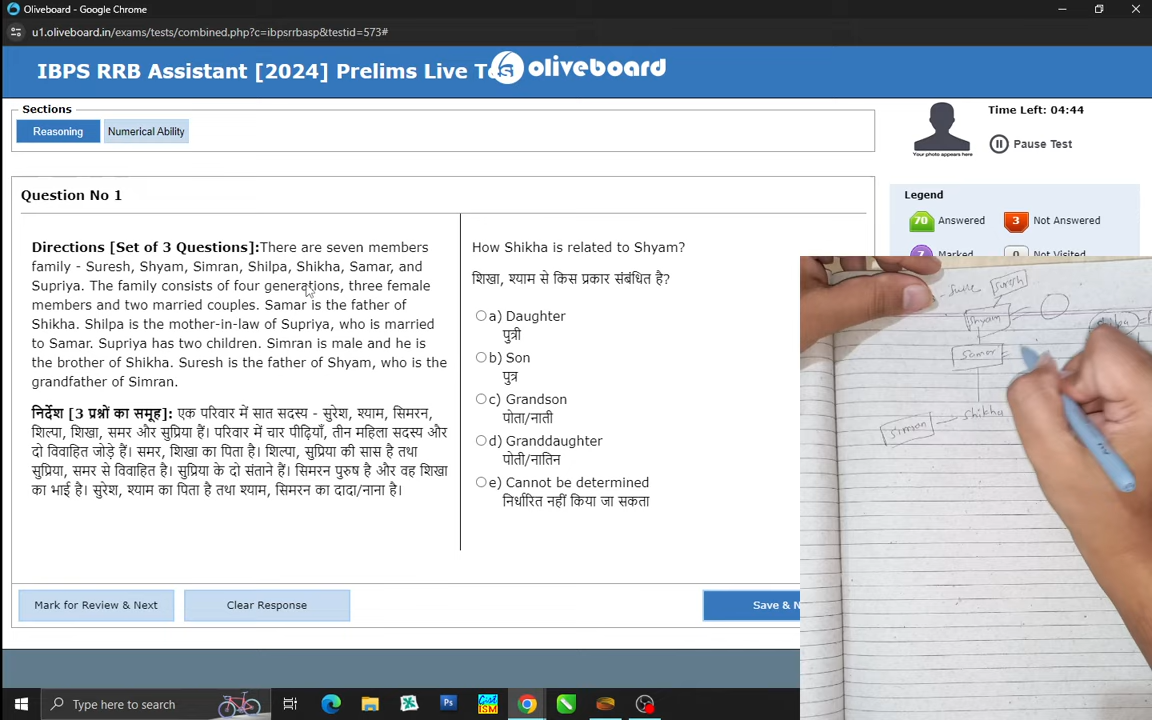 Oliveboard - Google Chrome
u1.oliveboard.in/exams/tests/combined.php?c=ibpsrrbasp&testid=573#
IBPS RRB Assistant [2024] Prelims Live Test
oliveboard
Sections
Reasoning
Numerical Ability
Time Left: 04:44
Pause Test
Your photo appears here
Question No 1
Legend
70 Answered
3 Not Answered
Marked
0 Not Visited
Directions [Set of 3 Questions]:There are seven members
family - Suresh, Shyam, Simran, Shilpa, Shikha, Samar, and
Supriya. The family consists of four generations, three female
members and two married couples. Samar is the father of
Shikha. Shilpa is the mother-in-law of Supriya, who is married
to Samar. Supriya has two children. Simran is male and he is
the brother of Shikha. Suresh is the father of Shyam, who is the
grandfather of Simran.
निर्देश [3 प्रश्नों का समूह]: एक परिवार में सात सदस्य - सुरेश, श्याम, सिमरन,
शिल्पा, शिखा, समर और सुप्रिया हैं। परिवार में चार पीढ़ियाँ, तीन महिला सदस्य और
दो विवाहित जोड़े हैं। समर, शिखा का पिता है। शिल्पा, सुप्रिया की सास है तथा
सुप्रिया, समर से विवाहित है। सुप्रिया के दो संताने हैं। सिमरन पुरुष है और वह शिखा
का भाई है। सुरेश, श्याम का पिता है तथा श्याम, सिमरन का दादा/नाना है।
How Shikha is related to Shyam?
शिखा, श्याम से किस प्रकार संबंधित है?
a) Daughter
पुत्री
b) Son
पुत्र
c) Grandson
पोता/नाती
d) Granddaughter
पोती/नातिन
e) Cannot be determined
निर्धारित नहीं किया जा सकता
Suresh
Shyam
Samar
Shikha
Simran
Mark for Review & Next
Clear Response
Save & N
Type here to search
Ps